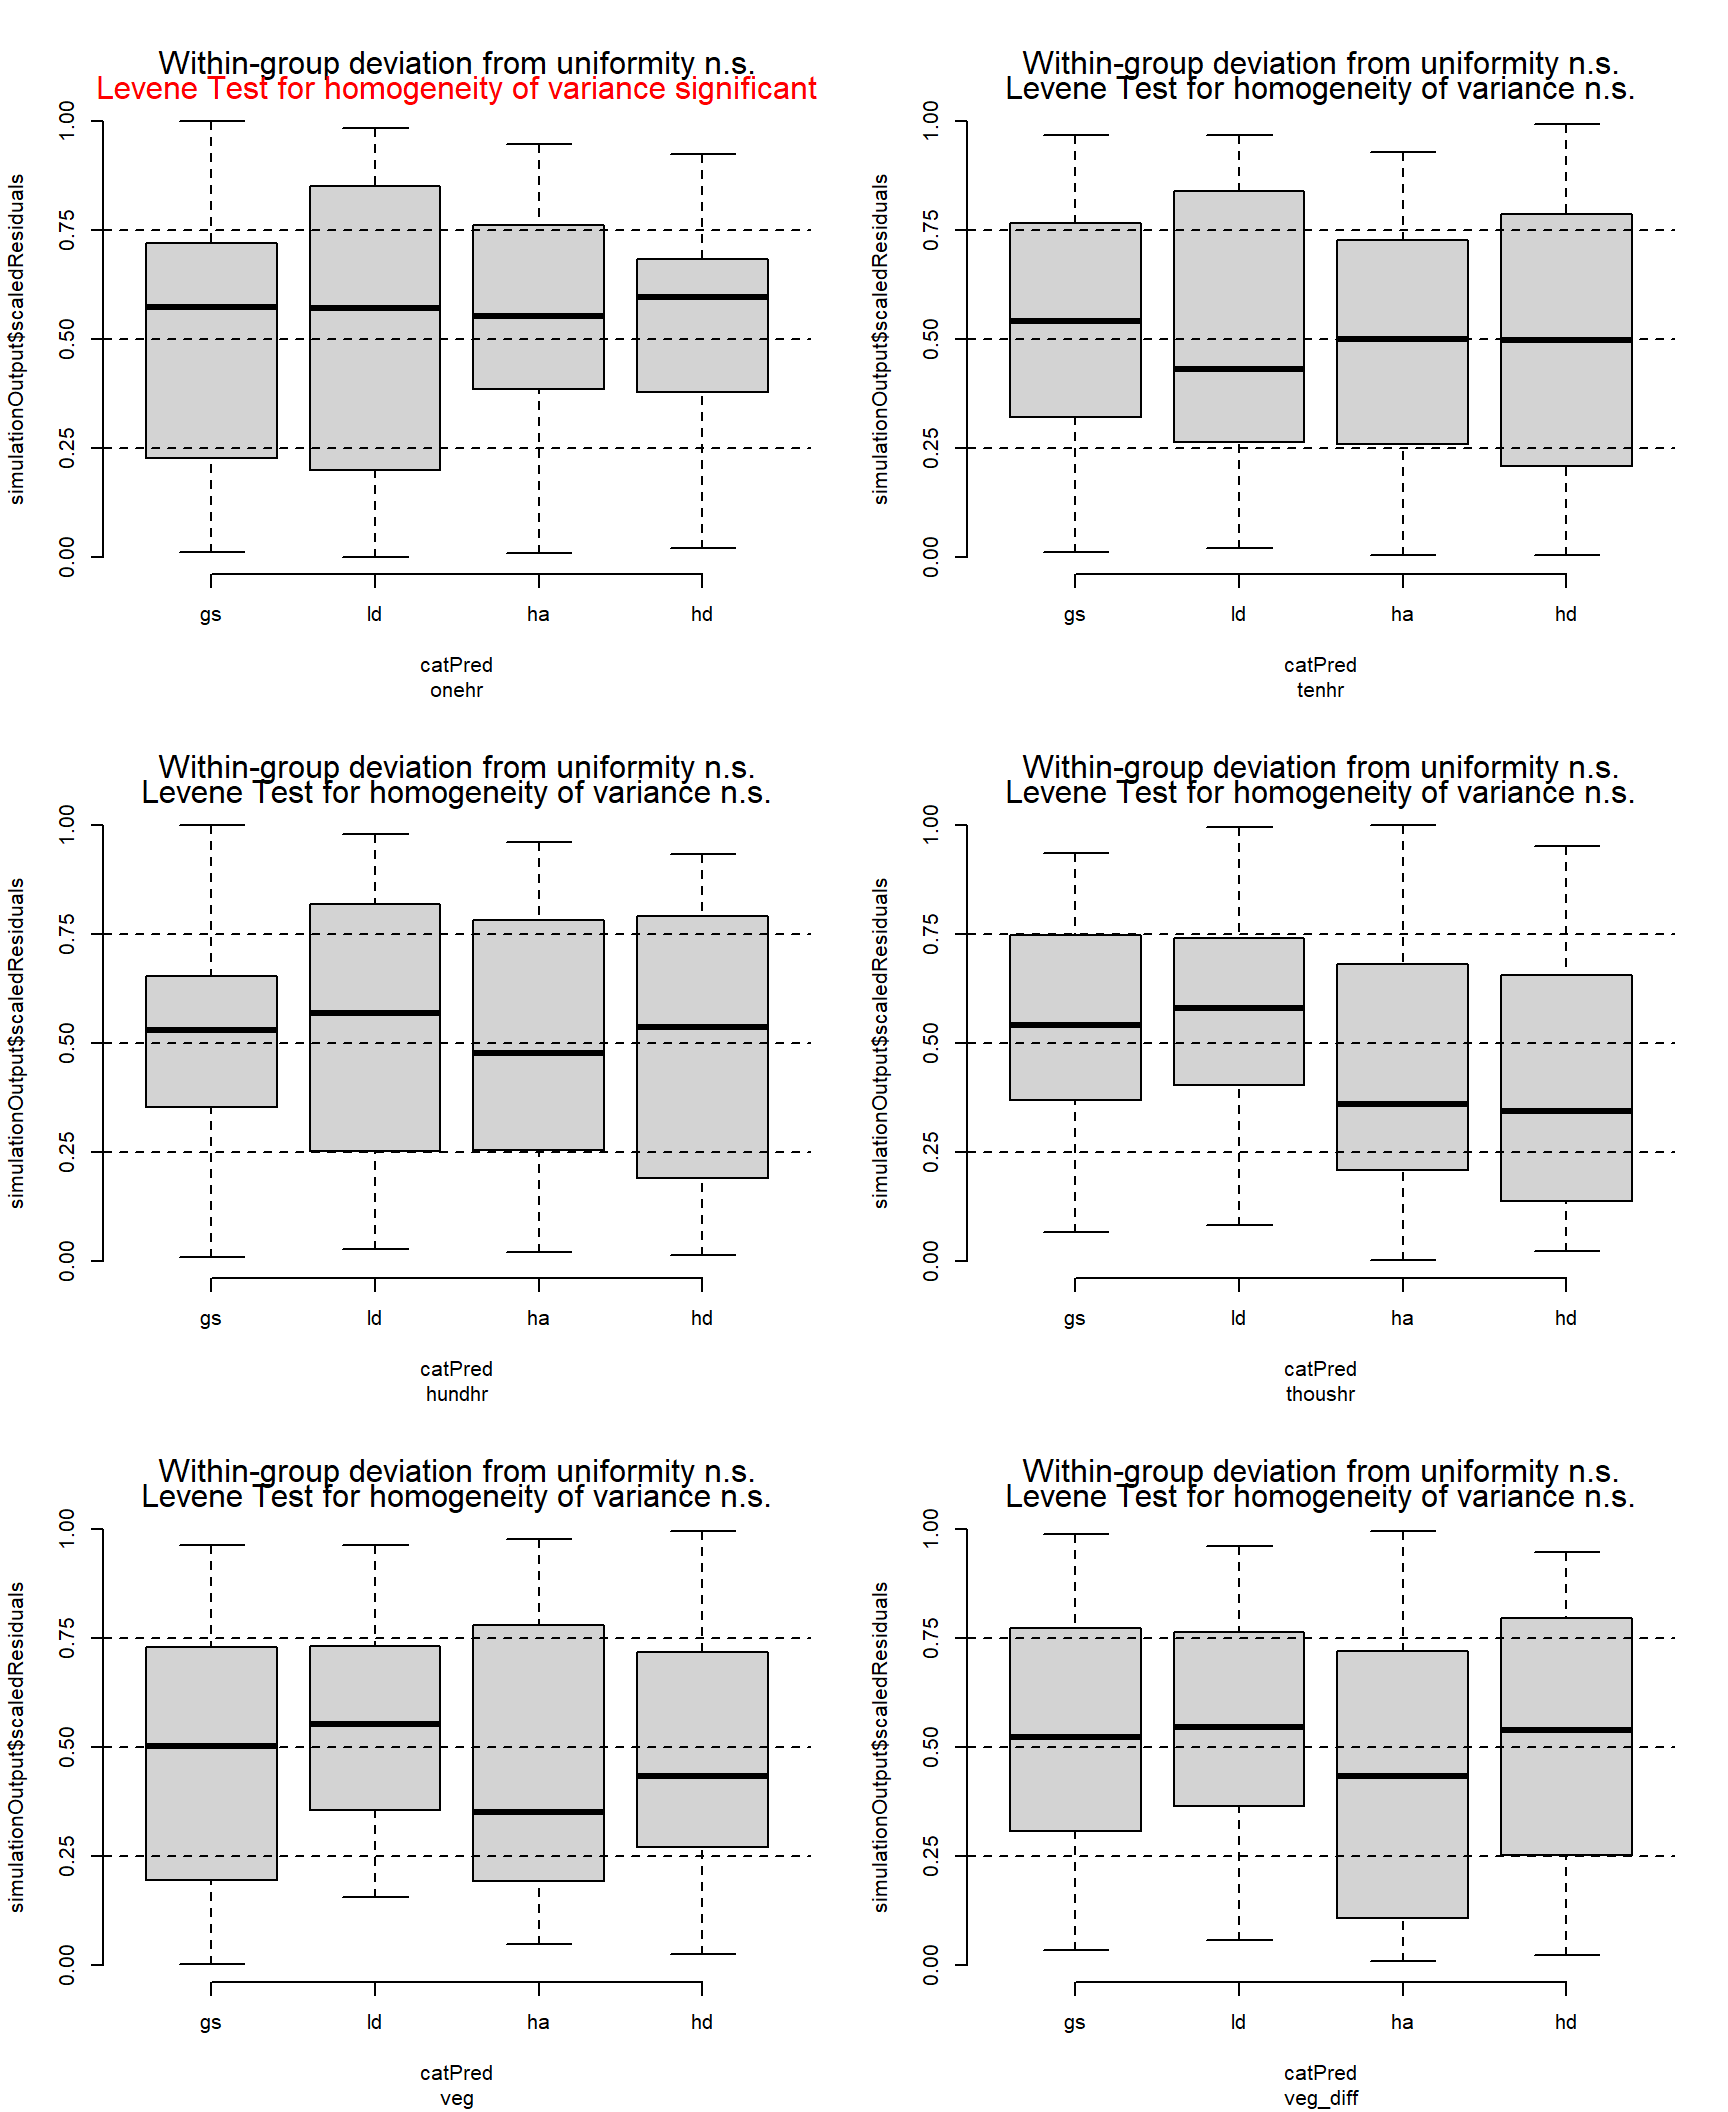 Within-group deviation from uniformity n.s.
Levene Test for homogeneity of variance significant
simulationOutput$scaledResiduals
1.00
0.75
0.50
0.25
0.00
gs ld ha hd
catPred
onehr
Within-group deviation from uniformity n.s.
Levene Test for homogeneity of variance n.s.
simulationOutput$scaledResiduals
1.00
0.75
0.50
0.25
0.00
gs ld ha hd
catPred
tenhr
Within-group deviation from uniformity n.s.
Levene Test for homogeneity of variance n.s.
simulationOutput$scaledResiduals
1.00
0.75
0.50
0.25
0.00
gs ld ha hd
catPred
hundhr
Within-group deviation from uniformity n.s.
Levene Test for homogeneity of variance n.s.
simulationOutput$scaledResiduals
1.00
0.75
0.50
0.25
0.00
gs ld ha hd
catPred
thoushr
Within-group deviation from uniformity n.s.
Levene Test for homogeneity of variance n.s.
simulationOutput$scaledResiduals
1.00
0.75
0.50
0.25
0.00
gs ld ha hd
catPred
veg
Within-group deviation from uniformity n.s.
Levene Test for homogeneity of variance n.s.
simulationOutput$scaledResiduals
1.00
0.75
0.50
0.25
0.00
gs ld ha hd
catPred
veg_diff